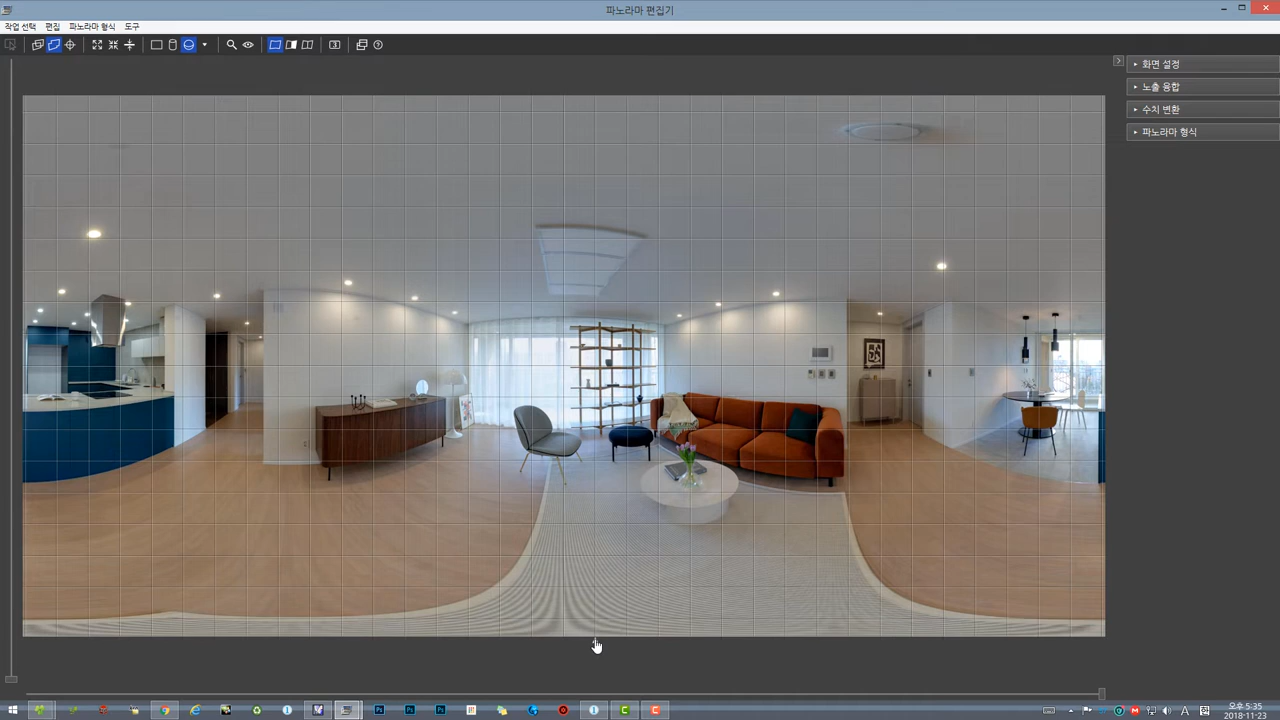 파노라마 편집기
작업 선택 편집 파노라마 형식 도구
화면 설정
노출 융합
수치 변환
파노라마 형식
오후 5:35
2018-11-23